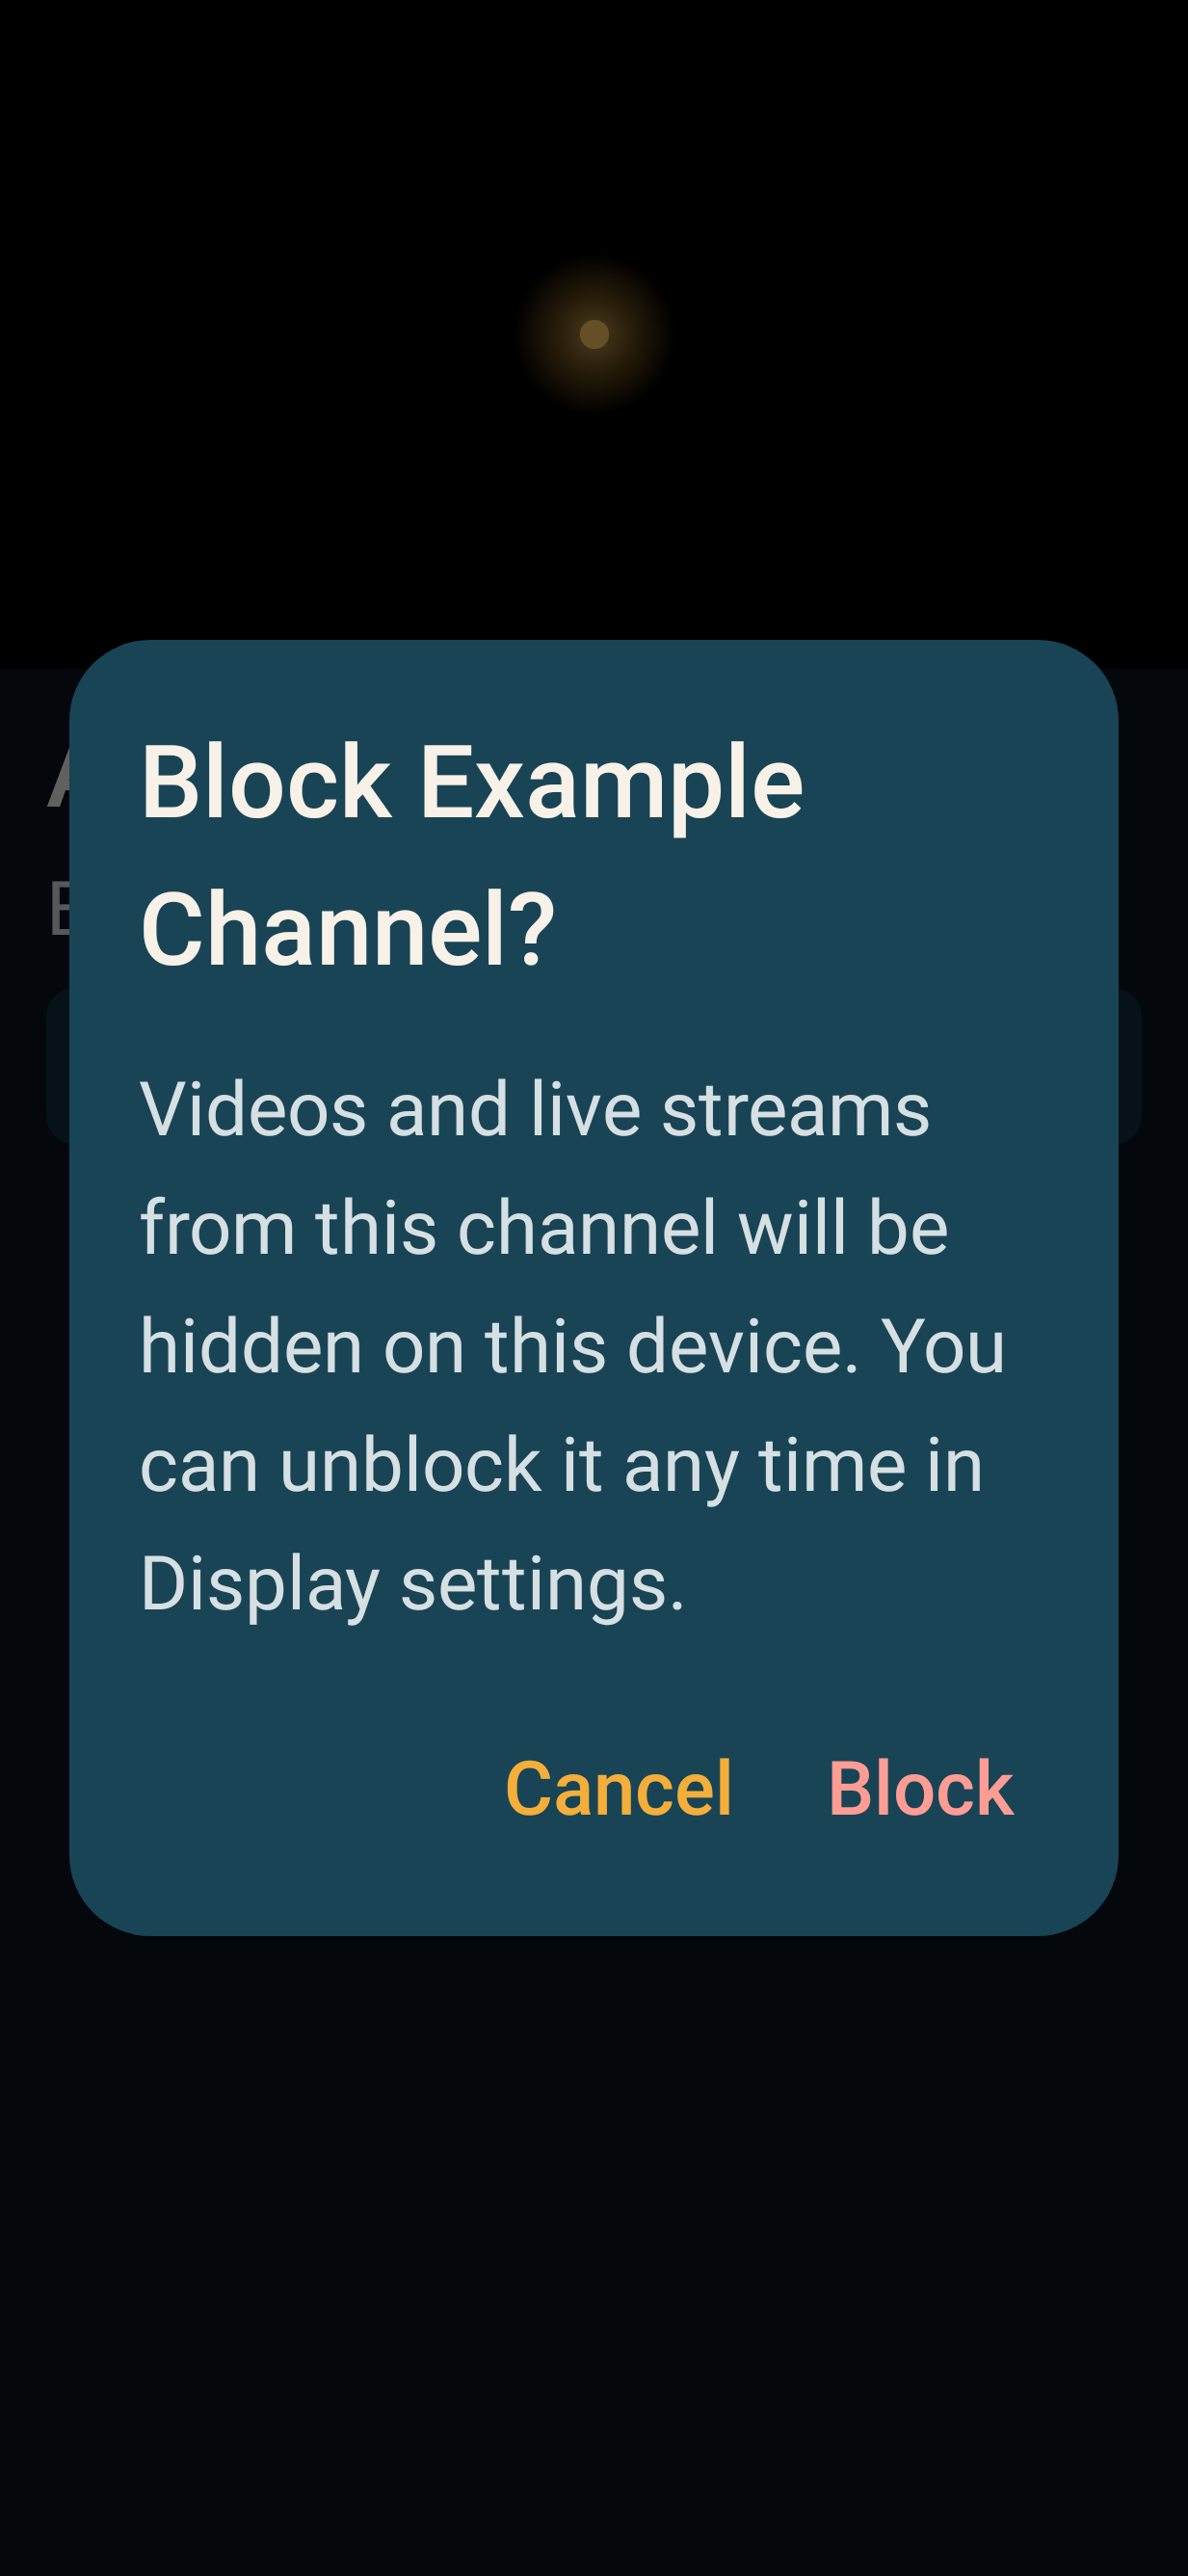 Block Example
Channel?
Videos and live streams
from this channel will be
hidden on this device. You
can unblock it any time in
Display settings.
Cancel Block